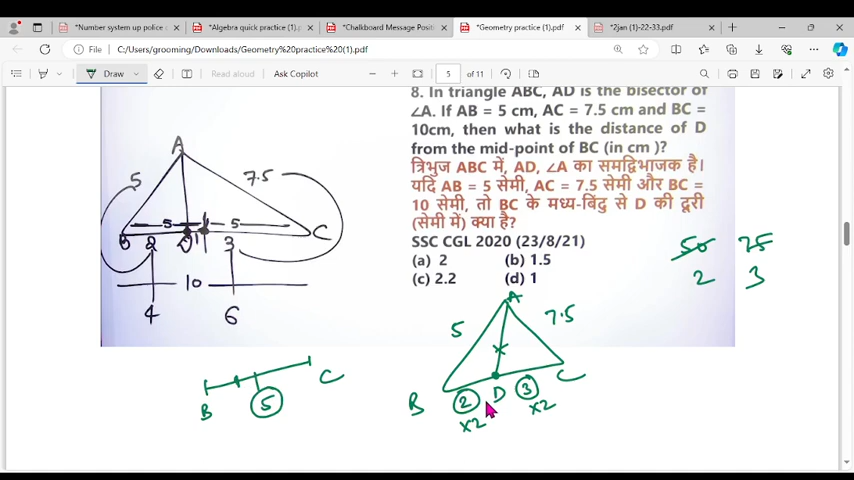 *Number system up police c
*Algebra quick practice (1).p
*Chalkboard Message Posit
*Geometry practice (1).pdf
*2jan (1)-22-33.pdf
File C:/Users/grooming/Downloads/Geometry%20practice%20(1).pdf
Draw Read aloud Ask Copilot 5 of 11
8. In triangle ABC, AD is the bisector of
∠A. If AB = 5 cm, AC = 7.5 cm and BC =
10cm, then what is the distance of D
from the mid-point of BC (in cm )?
त्रिभुज ABC में, AD, ∠A का समद्विभाजक है।
यदि AB = 5 सेमी, AC = 7.5 सेमी और BC =
10 सेमी, तो BC के मध्य-बिंदु से D की दूरी
(सेमी में) क्या है?
SSC CGL 2020 (23/8/21)
(a) 2 (b) 1.5
(c) 2.2 (d) 1
A
5 7.5
5 5
B 2 D 1 3 C
10
4 6
50 75
2 3
A
5 7.5
B 2 D 3 C
x2 x2
B 5 C